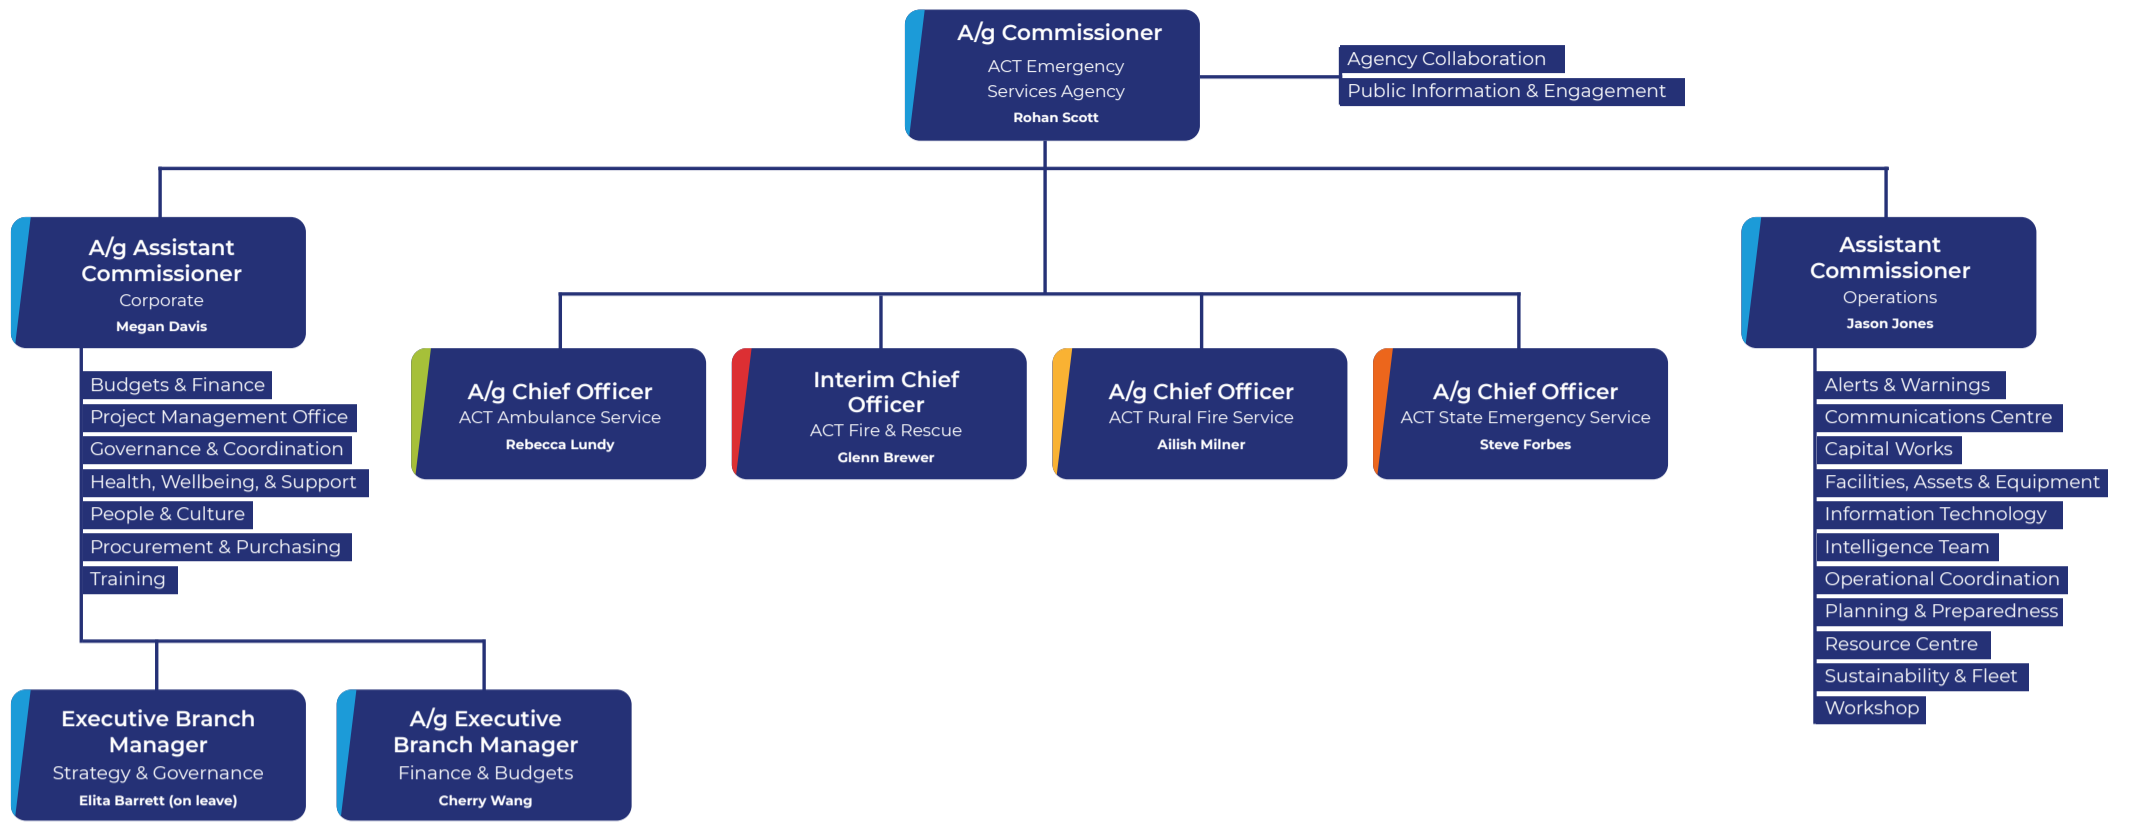 A/g Commissioner
ACT Emergency
Services Agency
Rohan Scott
Agency Collaboration
Public Information & Engagement
A/g Assistant
Commissioner
Corporate
Megan Davis
Budgets & Finance
Project Management Office
Governance & Coordination
Health, Wellbeing, & Support
People & Culture
Procurement & Purchasing
Training
Executive Branch
Manager
Strategy & Governance
Elita Barrett (on leave)
A/g Executive
Branch Manager
Finance & Budgets
Cherry Wang
A/g Chief Officer
ACT Ambulance Service
Rebecca Lundy
Interim Chief
Officer
ACT Fire & Rescue
Glenn Brewer
A/g Chief Officer
ACT Rural Fire Service
Ailish Milner
A/g Chief Officer
ACT State Emergency Service
Steve Forbes
Assistant
Commissioner
Operations
Jason Jones
Alerts & Warnings
Communications Centre
Capital Works
Facilities, Assets & Equipment
Information Technology
Intelligence Team
Operational Coordination
Planning & Preparedness
Resource Centre
Sustainability & Fleet
Workshop